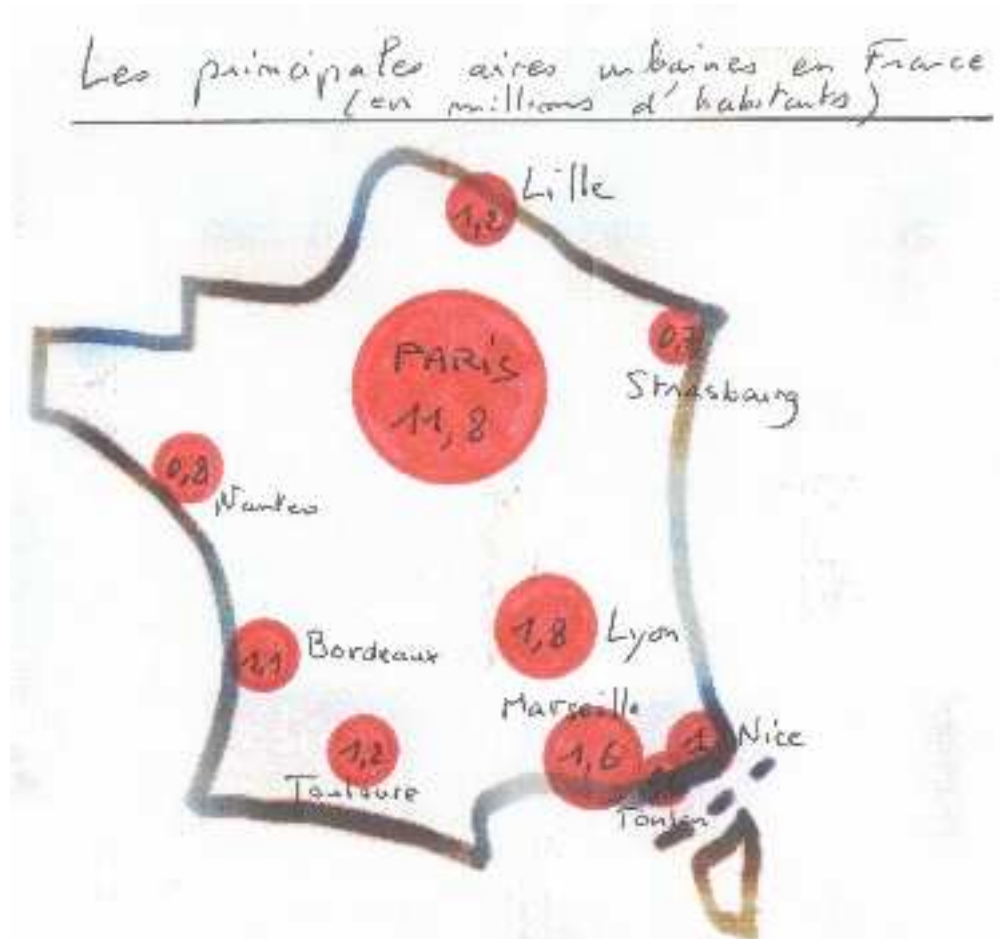 Les principales aires urbaines en France
(en millions d'habitants)
Lille
1,2
PARIS
11,8
Strasbourg
0,8
Nantes
1,8
Lyon
1,1
Bordeaux
Marseille
1,6
1
Nice
1,2
Toulouse
Toulon